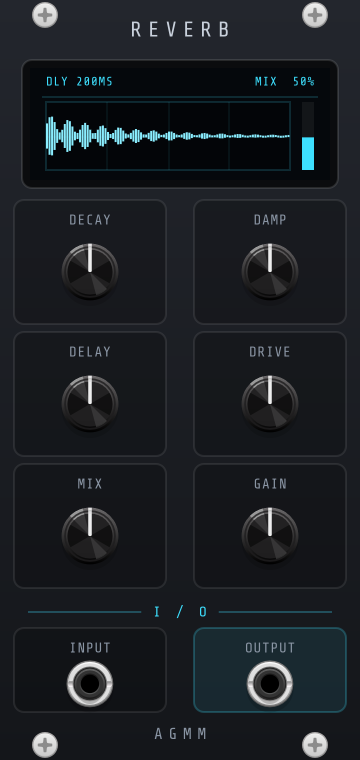 REVERB
DLY 200MS MIX 50%
DECAY DAMP
DELAY DRIVE
MIX GAIN
I / O
INPUT OUTPUT
AGMM